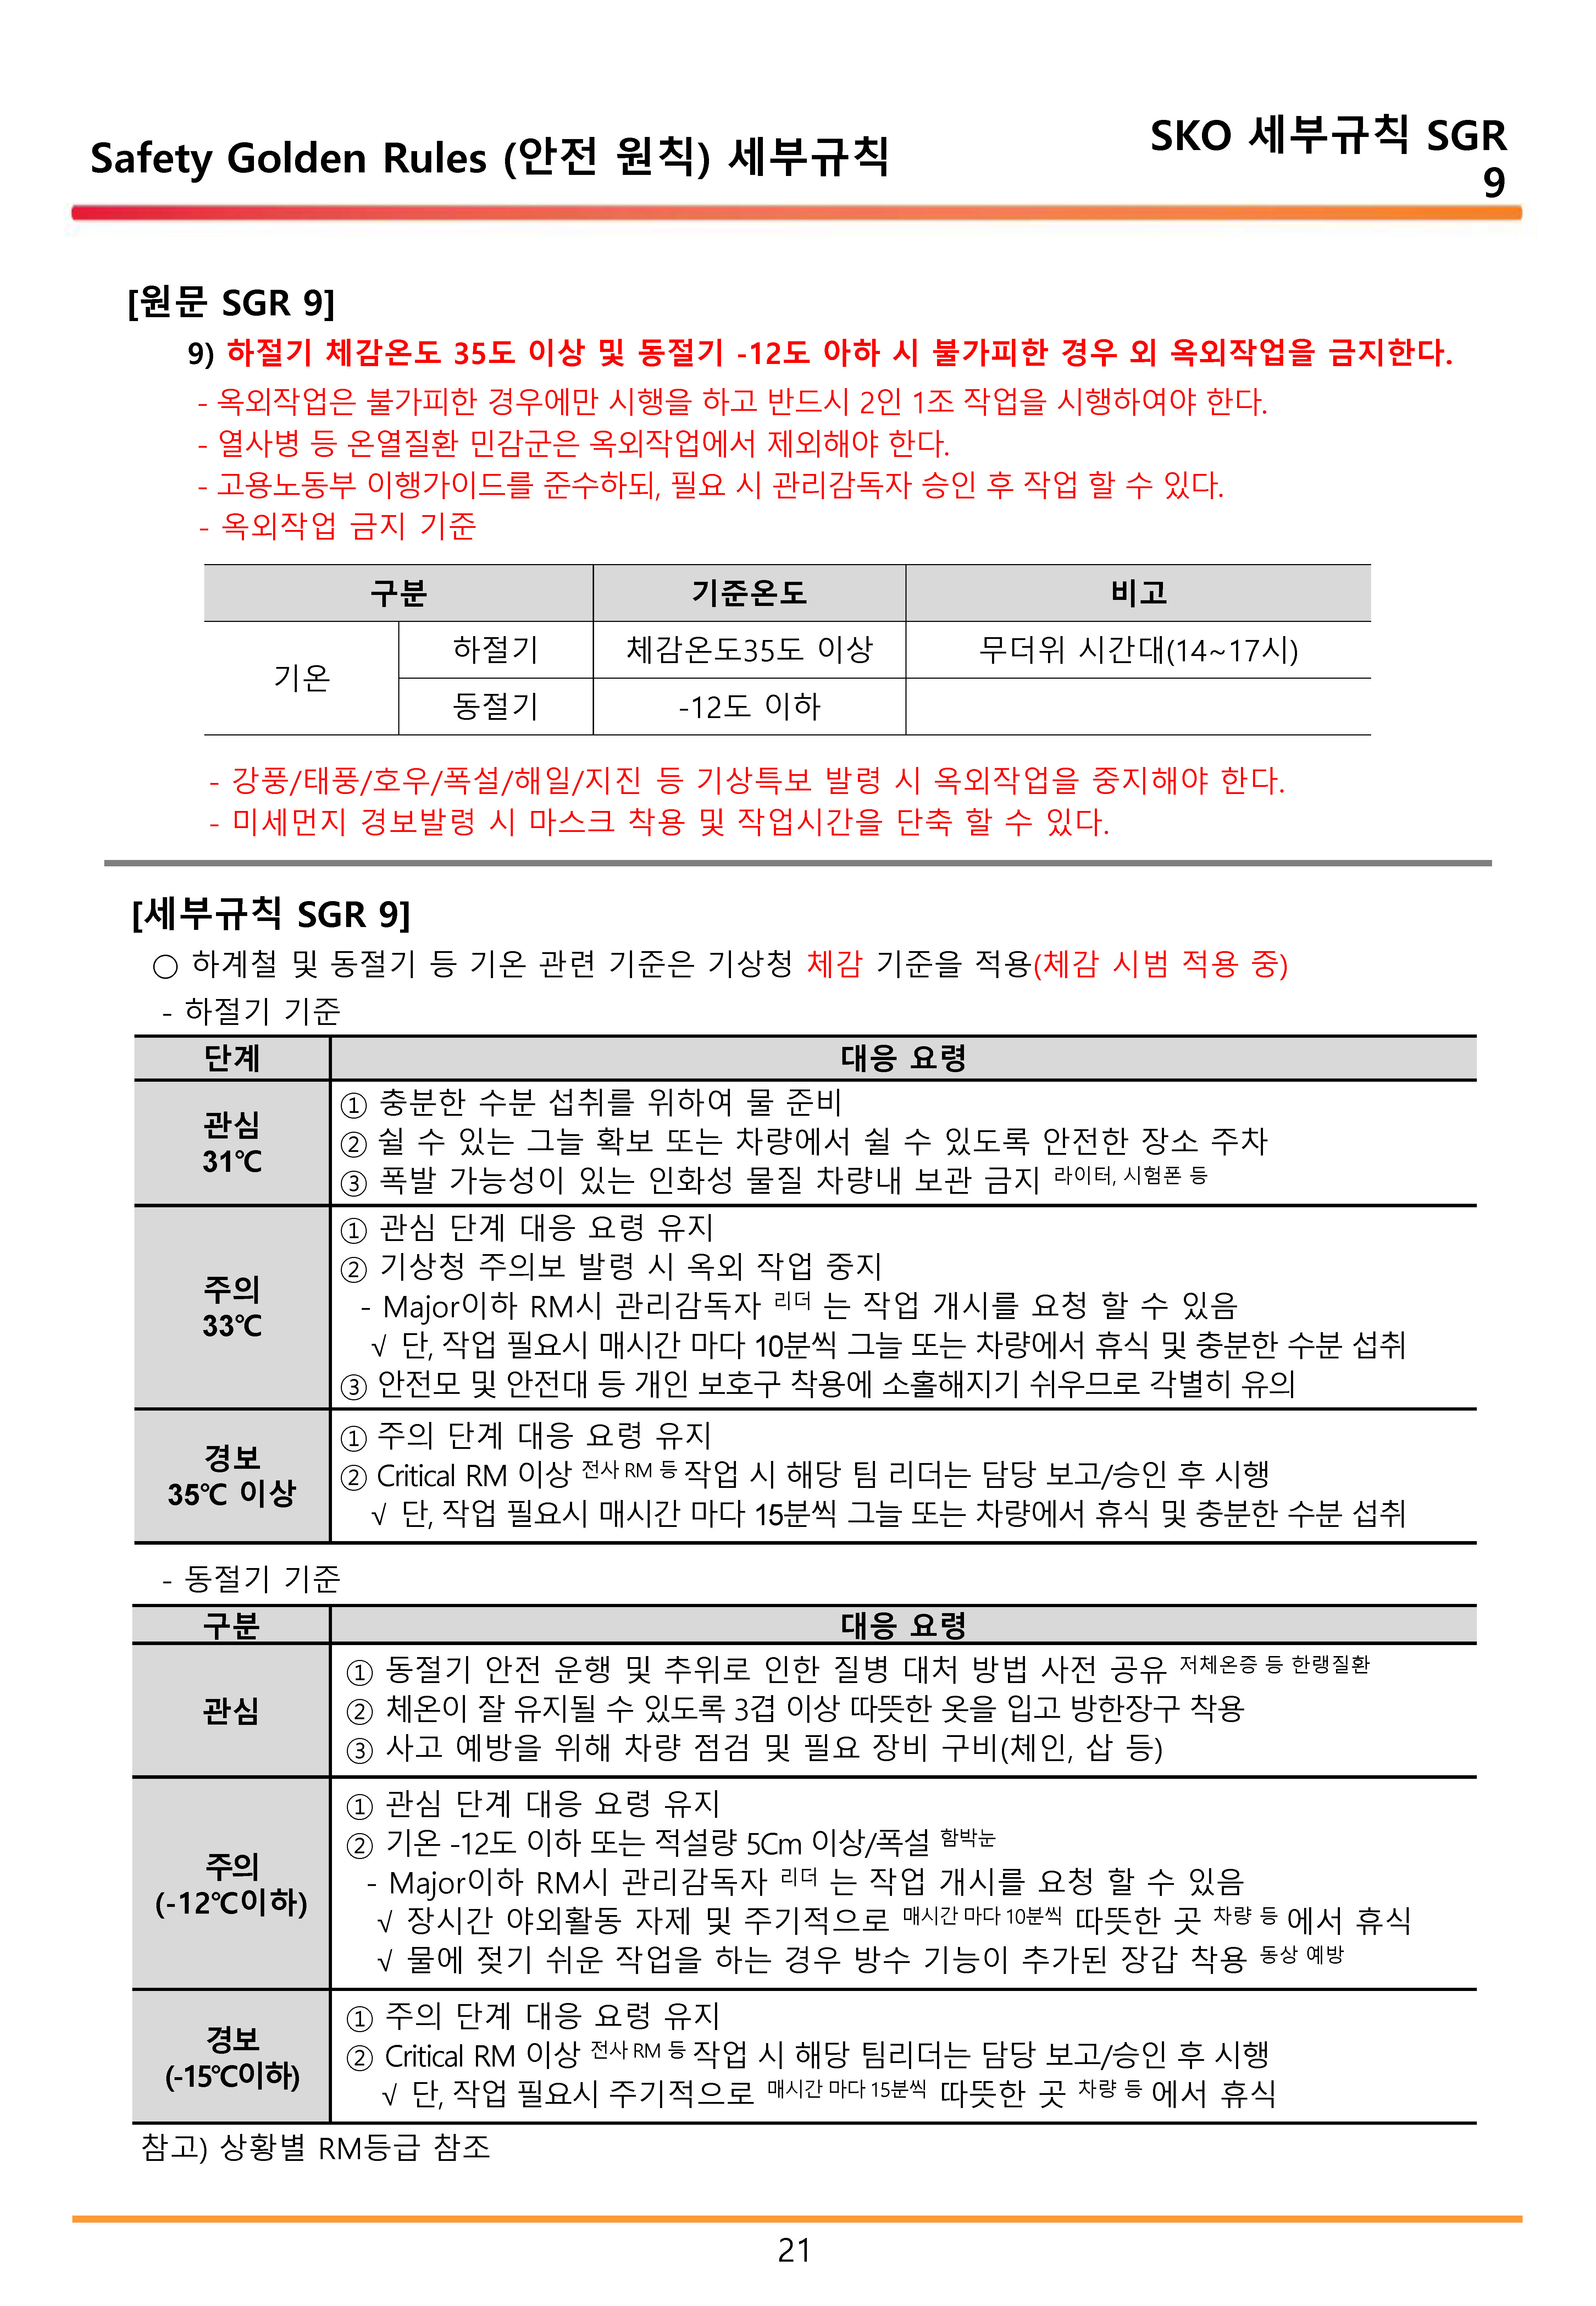 Safety Golden Rules (안전 원칙) 세부규칙
SKO 세부규칙 SGR
9
[원문 SGR 9]
9) 하절기 체감온도 35도 이상 및 동절기 -12도 아하 시 불가피한 경우 외 옥외작업을 금지한다.
- 옥외작업은 불가피한 경우에만 시행을 하고 반드시 2인 1조 작업을 시행하여야 한다.
- 열사병 등 온열질환 민감군은 옥외작업에서 제외해야 한다.
- 고용노동부 이행가이드를 준수하되, 필요 시 관리감독자 승인 후 작업 할 수 있다.
- 옥외작업 금지 기준
구분 기준온도 비고
기온 하절기 체감온도35도 이상 무더위 시간대(14~17시)
동절기 -12도 이하
- 강풍/태풍/호우/폭설/해일/지진 등 기상특보 발령 시 옥외작업을 중지해야 한다.
- 미세먼지 경보발령 시 마스크 착용 및 작업시간을 단축 할 수 있다.
[세부규칙 SGR 9]
○ 하계철 및 동절기 등 기온 관련 기준은 기상청 체감 기준을 적용(체감 시범 적용 중)
- 하절기 기준
단계 대응 요령
관심
31℃
① 충분한 수분 섭취를 위하여 물 준비
② 쉴 수 있는 그늘 확보 또는 차량에서 쉴 수 있도록 안전한 장소 주차
③ 폭발 가능성이 있는 인화성 물질 차량내 보관 금지 라이터, 시험폰 등
주의
33℃
① 관심 단계 대응 요령 유지
② 기상청 주의보 발령 시 옥외 작업 중지
- Major이하 RM시 관리감독자 리더 는 작업 개시를 요청 할 수 있음
√ 단, 작업 필요시 매시간 마다 10분씩 그늘 또는 차량에서 휴식 및 충분한 수분 섭취
③ 안전모 및 안전대 등 개인 보호구 착용에 소홀해지기 쉬우므로 각별히 유의
경보
35℃ 이상
① 주의 단계 대응 요령 유지
② Critical RM 이상 전사 RM 등 작업 시 해당 팀 리더는 담당 보고/승인 후 시행
√ 단, 작업 필요시 매시간 마다 15분씩 그늘 또는 차량에서 휴식 및 충분한 수분 섭취
- 동절기 기준
구분 대응 요령
관심
① 동절기 안전 운행 및 추위로 인한 질병 대처 방법 사전 공유 저체온증 등 한랭질환
② 체온이 잘 유지될 수 있도록 3겹 이상 따뜻한 옷을 입고 방한장구 착용
③ 사고 예방을 위해 차량 점검 및 필요 장비 구비(체인, 삽 등)
주의
(-12℃이하)
① 관심 단계 대응 요령 유지
② 기온 -12도 이하 또는 적설량 5Cm 이상/폭설 함박눈
- Major이하 RM시 관리감독자 리더 는 작업 개시를 요청 할 수 있음
√ 장시간 야외활동 자제 및 주기적으로 매시간 마다 10분씩 따뜻한 곳 차량 등 에서 휴식
√ 물에 젖기 쉬운 작업을 하는 경우 방수 기능이 추가된 장갑 착용 동상 예방
경보
(-15℃이하)
① 주의 단계 대응 요령 유지
② Critical RM 이상 전사 RM 등 작업 시 해당 팀리더는 담당 보고/승인 후 시행
√ 단, 작업 필요시 주기적으로 매시간 마다 15분씩 따뜻한 곳 차량 등 에서 휴식
참고) 상황별 RM등급 참조
21